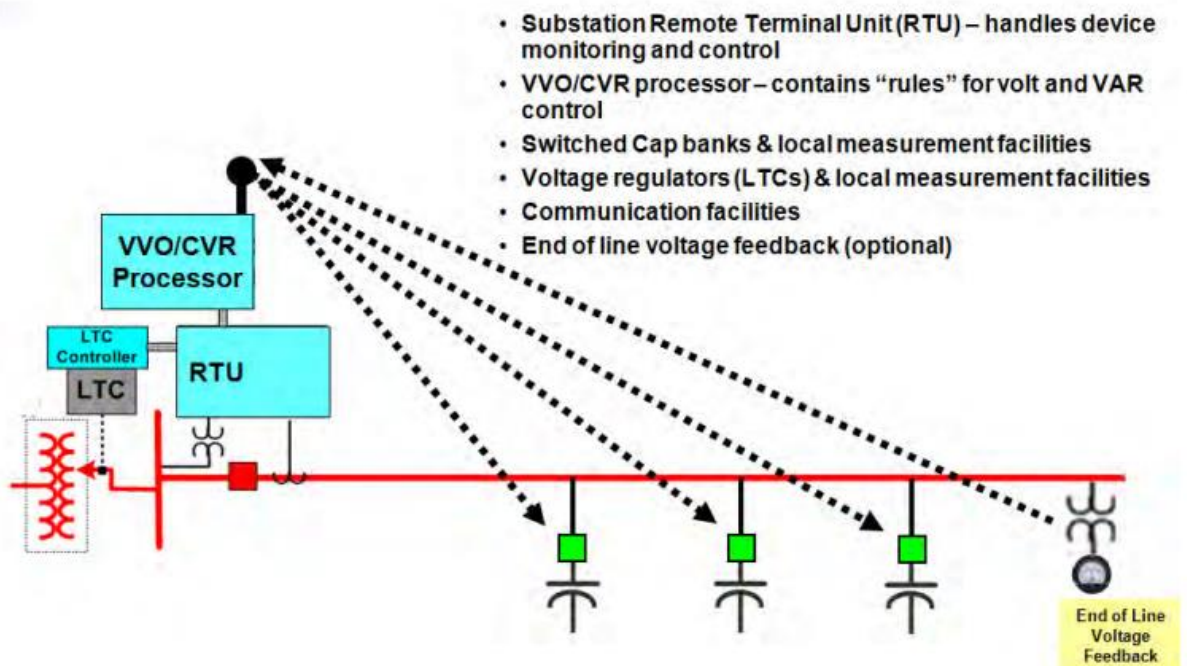 • Substation Remote Terminal Unit (RTU) – handles device
monitoring and control
• VVO/CVR processor – contains “rules” for volt and VAR
control
• Switched Cap banks & local measurement facilities
• Voltage regulators (LTCs) & local measurement facilities
• Communication facilities
• End of line voltage feedback (optional)
VVO/CVR
Processor
LTC
Controller
LTC
RTU
End of Line
Voltage
Feedback